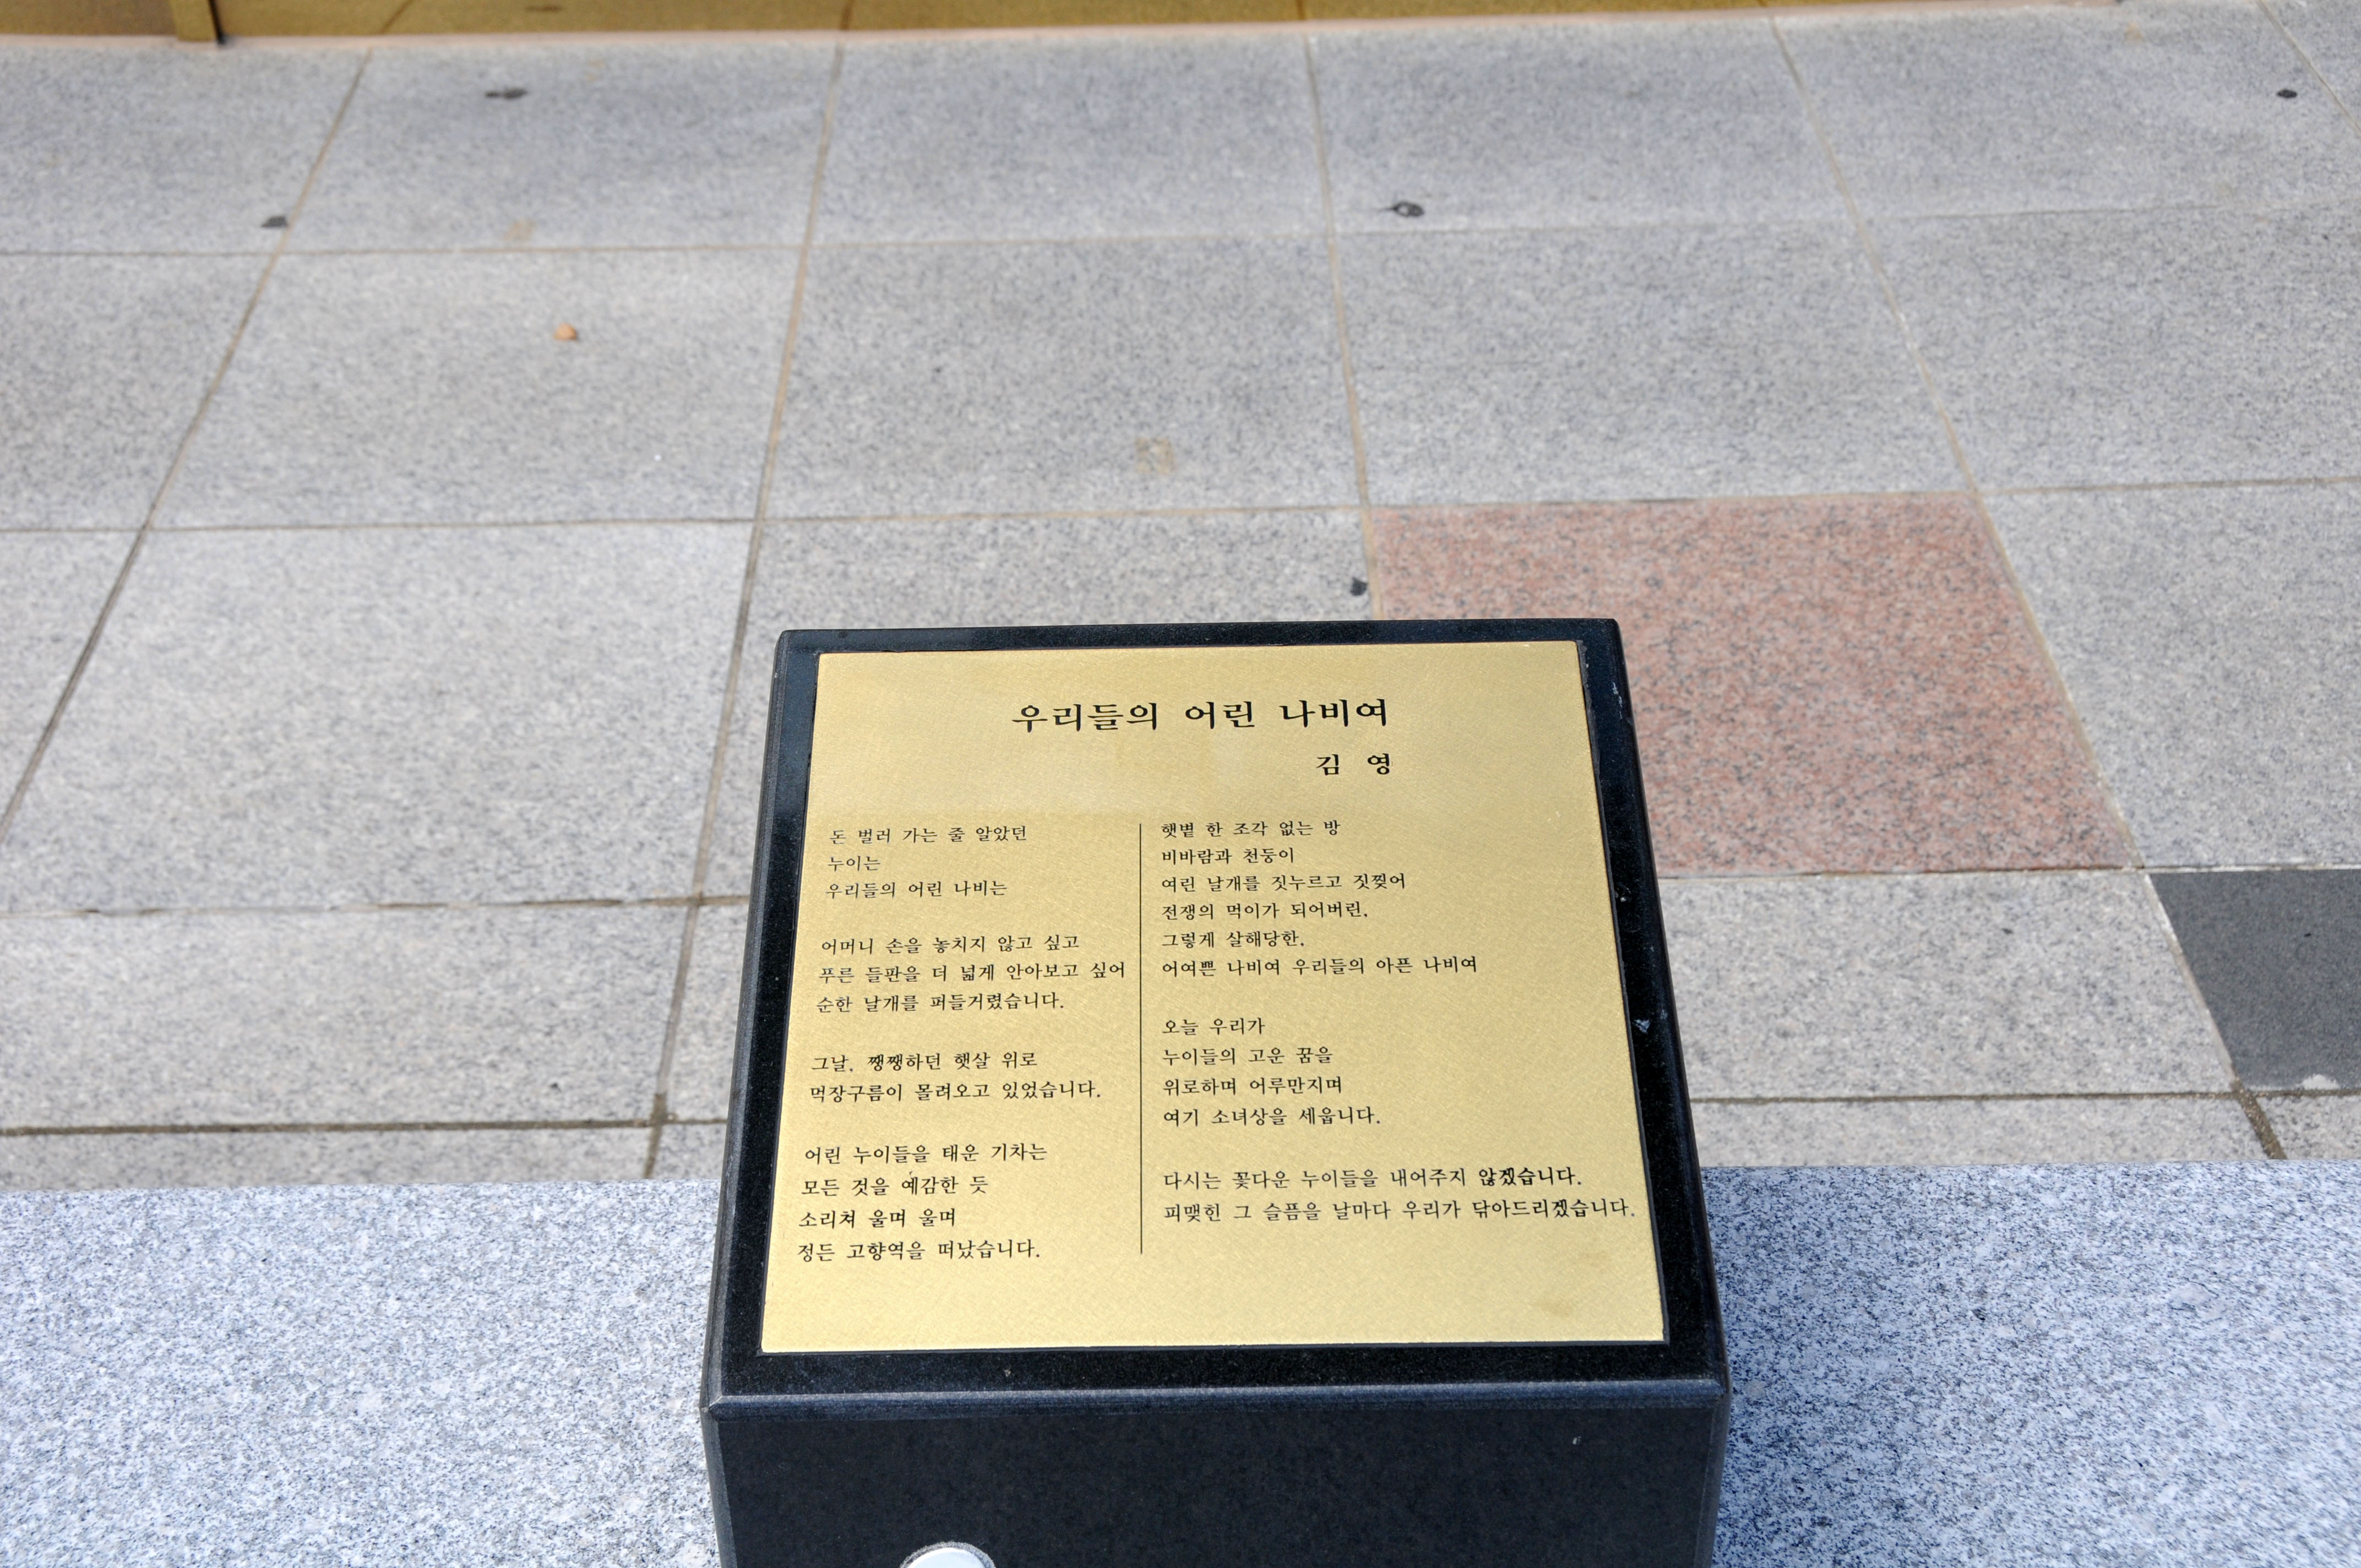 우리들의 어린 나비여
김 영
돈 벌러 가는 줄 알았던
누이는
우리들의 어린 나비는
어머니 손을 놓치지 않고 싶고
푸른 들판을 더 넓게 안아보고 싶어
순한 날개를 퍼들거렸습니다.
그날, 쨍쨍하던 햇살 위로
먹장구름이 몰려오고 있었습니다.
어린 누이들을 태운 기차는
모든 것을 예감한 듯
소리쳐 울며 울며
정든 고향역을 떠났습니다.
햇볕 한 조각 없는 방
비바람과 천둥이
여린 날개를 짓누르고 짓찢어
전쟁의 먹이가 되어버린,
그렇게 살해당한,
어여쁜 나비여 우리들의 아픈 나비여
오늘 우리가
누이들의 고운 꿈을
위로하며 어루만지며
여기 소녀상을 세웁니다.
다시는 꽃다운 누이들을 내어주지 않겠습니다.
피맺힌 그 슬픔을 날마다 우리가 닦아드리겠습니다.